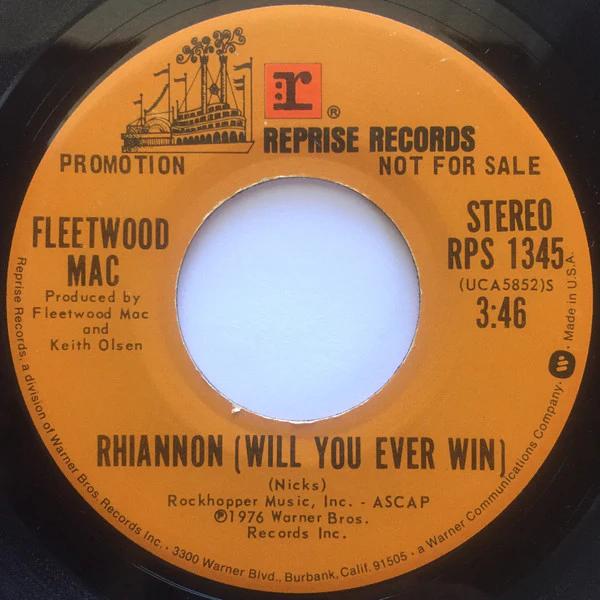 r ®
REPRISE RECORDS
PROMOTION NOT FOR SALE
FLEETWOOD
MAC
Produced by
Fleetwood Mac
and
Keith Olsen
STEREO
RPS 1345
(UCA5852)S
3:46
RHIANNON (WILL YOU EVER WIN)
(Nicks)
Rockhopper Music, Inc. - ASCAP
℗1976 Warner Bros.
Records Inc.
Reprise Records, a division of Warner Bros Records Inc. · 3300 Warner Blvd., Burbank, Calif. 91505 · a Warner Communications Company · Made in U.S.A.